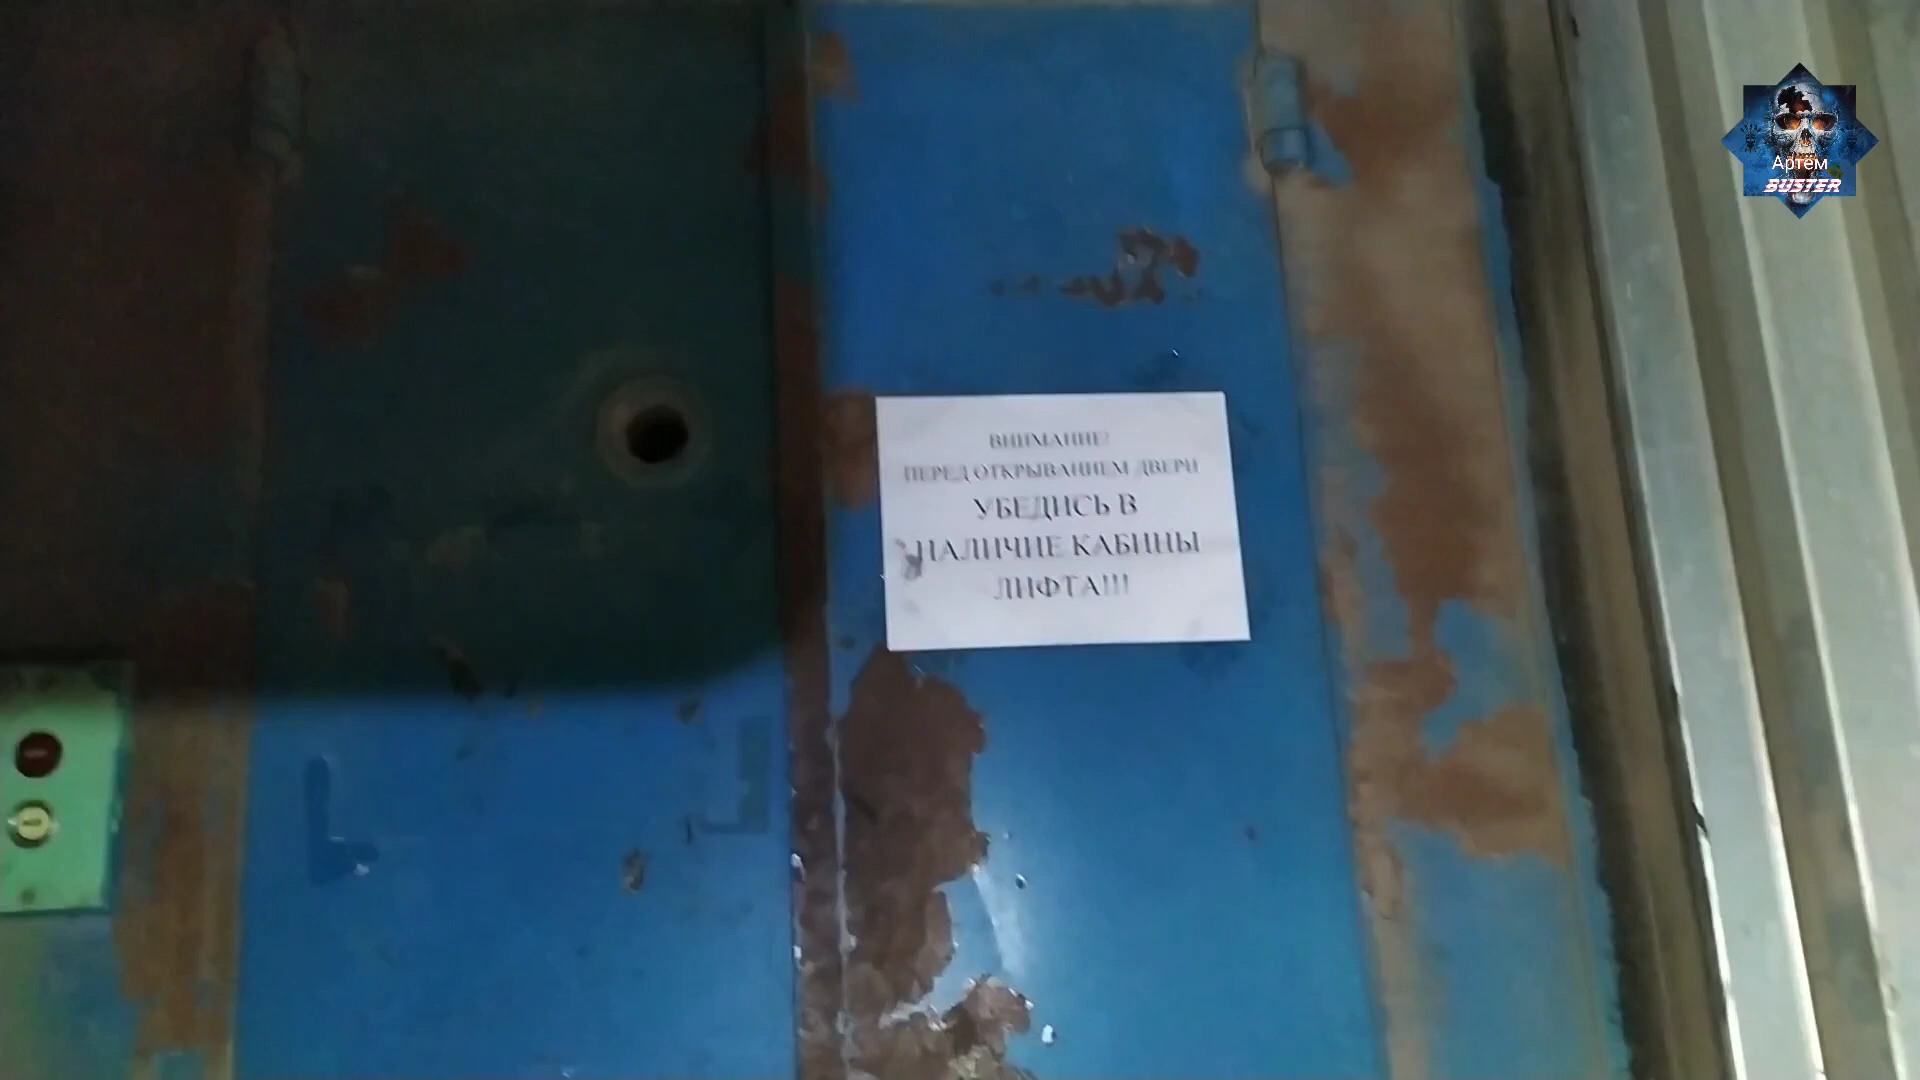 Артём
BUSTER
ВНИМАНИЕ!
ПЕРЕД ОТКРЫВАНИЕМ ДВЕРИ
УБЕДИСЬ В
НАЛИЧИЕ КАБИНЫ
ЛИФТА!!!